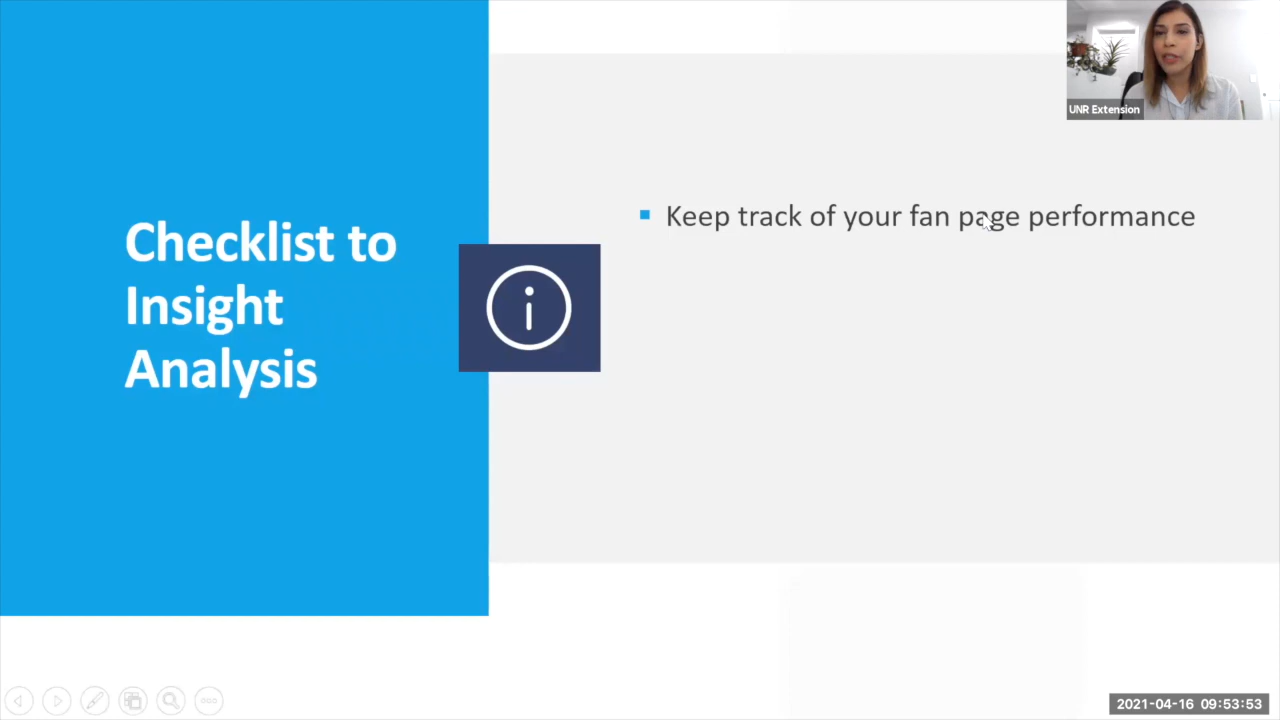 UNR Extension
Checklist to
Insight
Analysis
Keep track of your fan page performance
2021-04-16 09:53:53